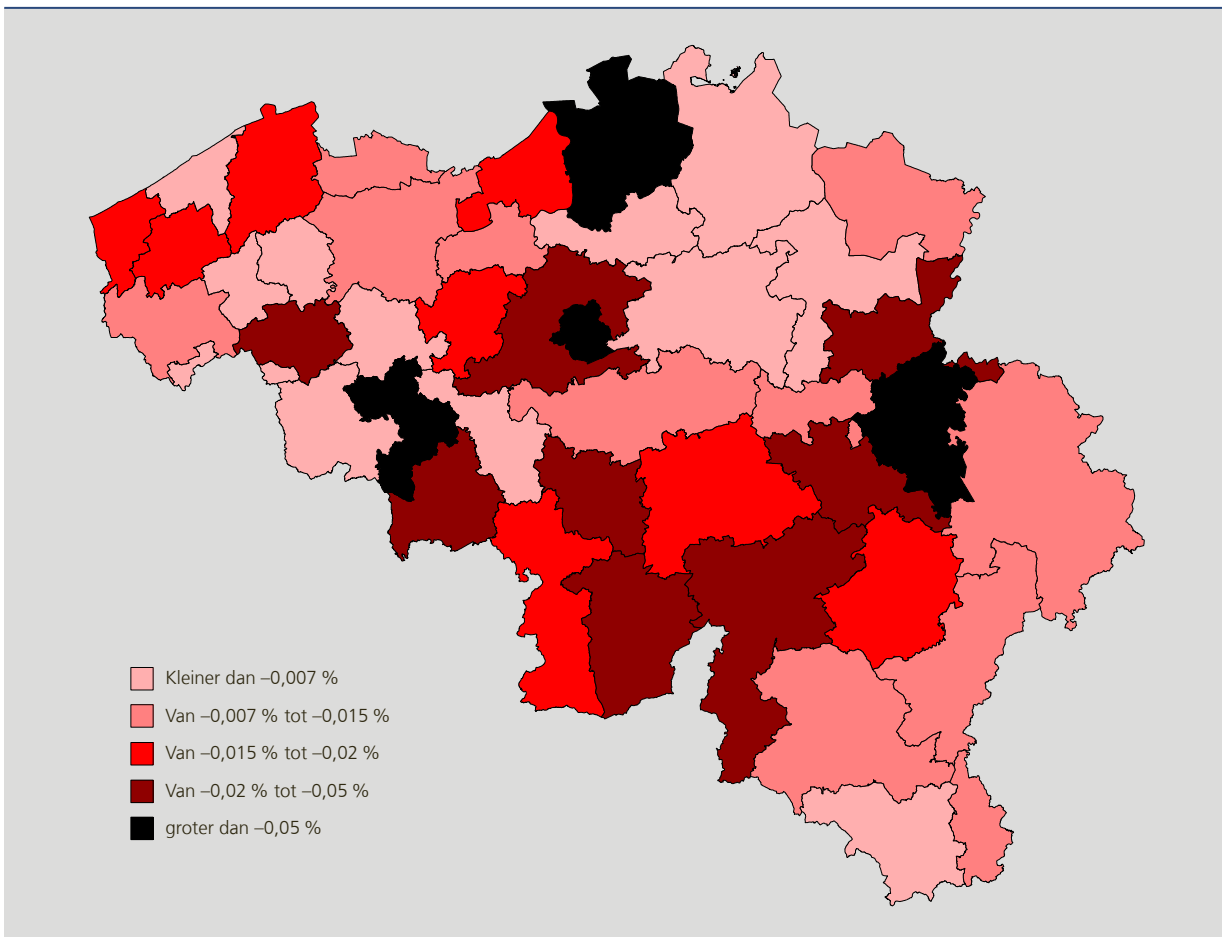 Kleiner dan –0,007 %
Van –0,007 % tot –0,015 %
Van –0,015 % tot –0,02 %
Van –0,02 % tot –0,05 %
groter dan –0,05 %